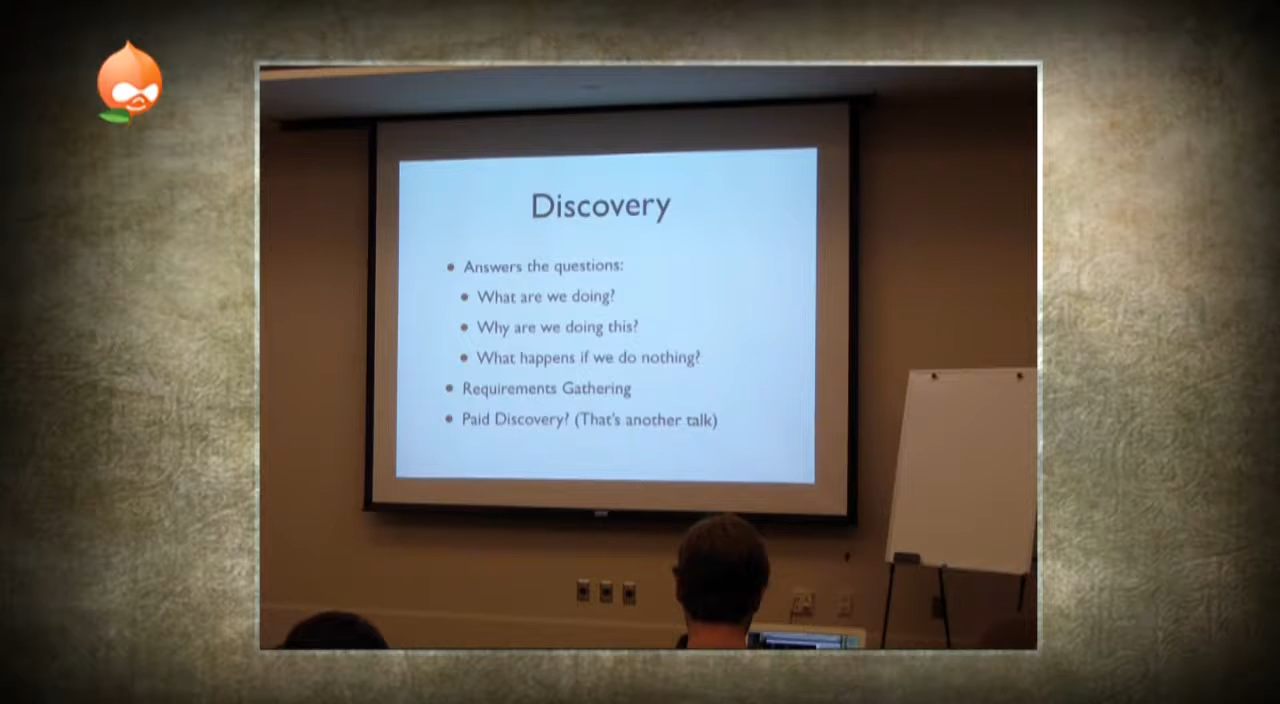 Discovery
• Answers the questions:
• What are we doing?
• Why are we doing this?
• What happens if we do nothing?
• Requirements Gathering
• Paid Discovery? (That's another talk)